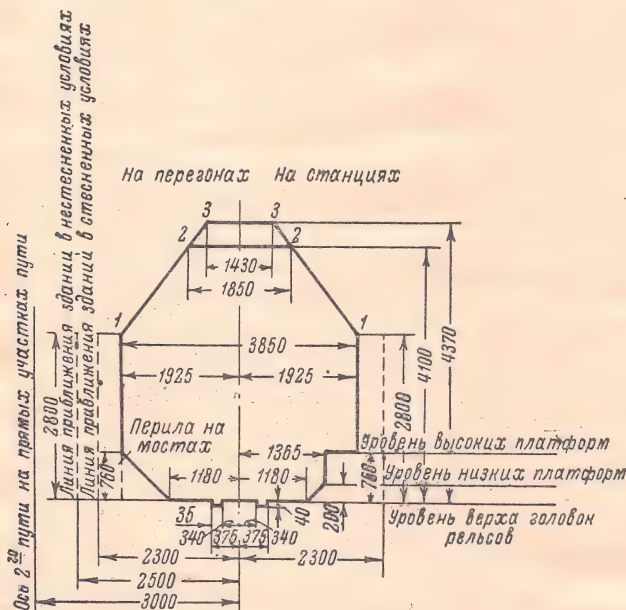 Ось 2го пути на прямых участках пути
Линия приближения зданий в нестесненных условиях
Линия приближения зданий в стесненных условиях
На перегонах На станциях
3 3
2 2
1430
1850
1 1
3850
1925 1925
2800
760
Перила на
мостах
1365
1180 1180
2800
4100
4370
760
200
Уровень высоких платформ
Уровень низких платформ
Уровень верха головок
рельсов
35
40
340 375 375 340
2300 2300
2500
3000